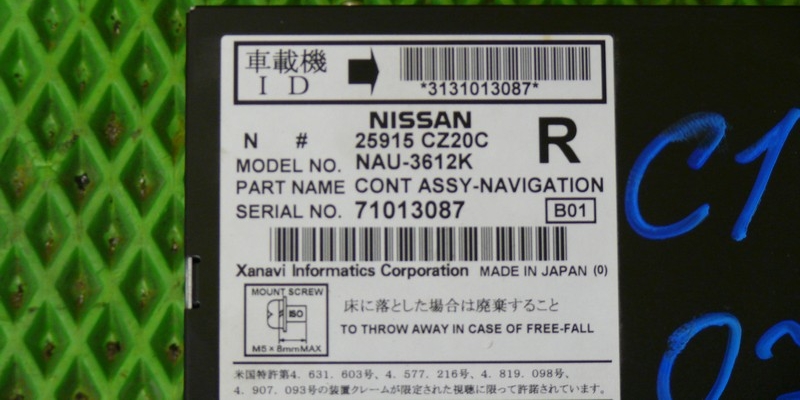 車載機
ID
*3131013087*
NISSAN
R
N # 25915 CZ20C
MODEL NO. NAU-3612K
PART NAME CONT ASSY-NAVIGATION
SERIAL NO. 71013087 B01
Xanavi Informatics Corporation MADE IN JAPAN (0)
MOUNT SCREW
ISO
M5×8mmMAX
床に落とした場合は廃棄すること
TO THROW AWAY IN CASE OF FREE-FALL
米国特許第4. 631. 603号、4. 577. 216号、4. 819. 098号、
4. 907. 093号の装置クレームが限定された視聴に限って許諾されています。
C1